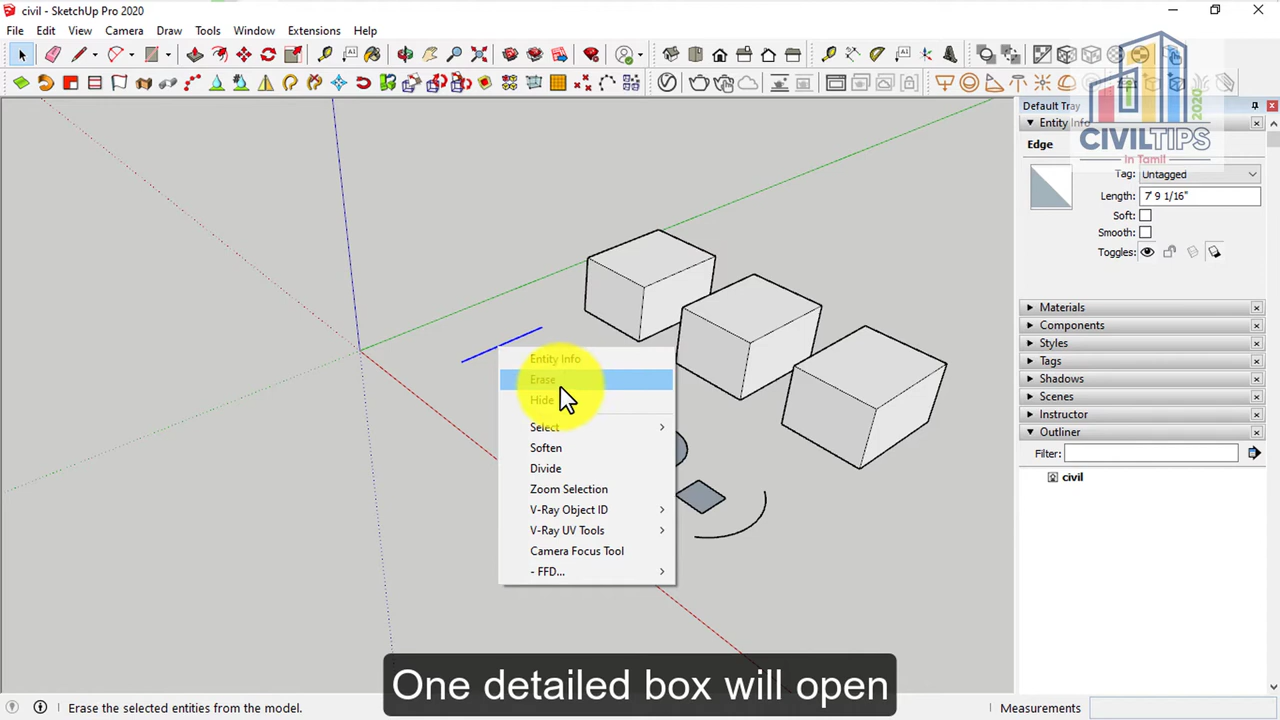 civil - SketchUp Pro 2020
File Edit View Camera Draw Tools Window Extensions Help
Default Tray
Entity Info
Edge
Tag: Untagged
Length: 7' 9 1/16"
Soft:
Smooth:
Toggles:
Materials
Components
Styles
Tags
Shadows
Scenes
Instructor
Outliner
Filter:
civil
2020
CIVILTIPS
In Tamil
Entity Info
Erase
Hide
Select
Soften
Divide
Zoom Selection
V-Ray Object ID
V-Ray UV Tools
Camera Focus Tool
- FFD...
One detailed box will open
Erase the selected entities from the model.
Measurements